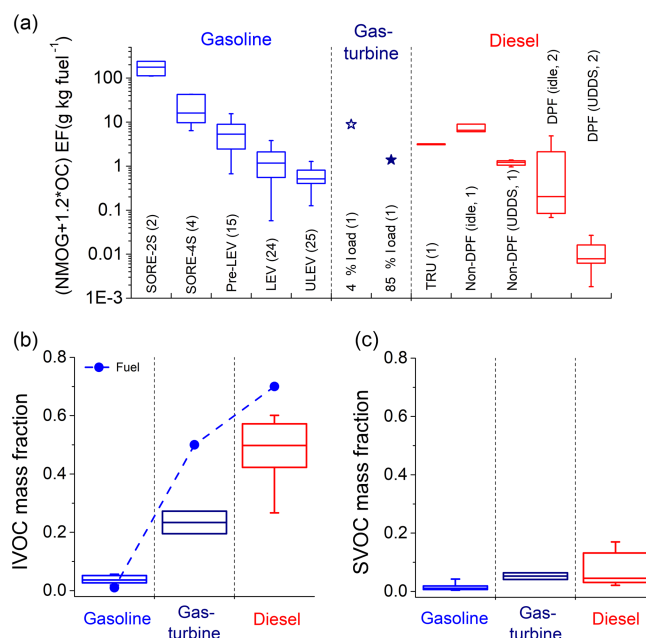 (a)
Gasoline
Gas-
turbine
Diesel
(NMOG+1.2*OC) EF(g kg fuel⁻¹)
100
10
1
0.1
0.01
1E-3
SORE-2S (2)
SORE-4S (4)
Pre-LEV (15)
LEV (24)
ULEV (25)
4 % load (1)
85 % load (1)
TRU (1)
Non-DPF (idle, 1)
Non-DPF (UDDS, 1)
DPF (idle, 2)
DPF (UDDS, 2)
(b)
IVOC mass fraction
0.8
0.6
0.4
0.2
0.0
Fuel
Gasoline
Gas-
turbine
Diesel
(c)
SVOC mass fraction
0.8
0.6
0.4
0.2
0.0
Gasoline
Gas-
turbine
Diesel